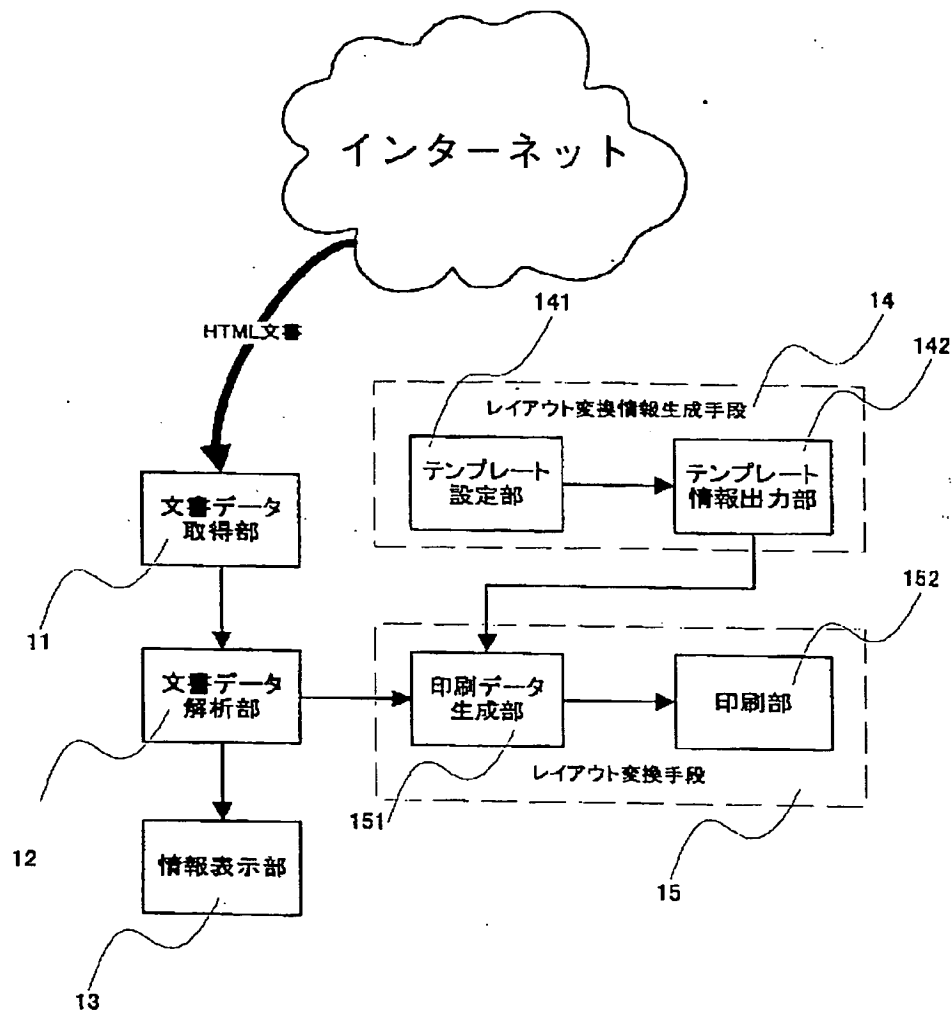 インターネット
HTML文書
141
14
142
レイアウト変換情報生成手段
テンプレート
設定部
テンプレート
情報出力部
文書データ
取得部
11
152
文書データ
解析部
印刷データ
生成部
印刷部
レイアウト変換手段
151
12
15
情報表示部
13